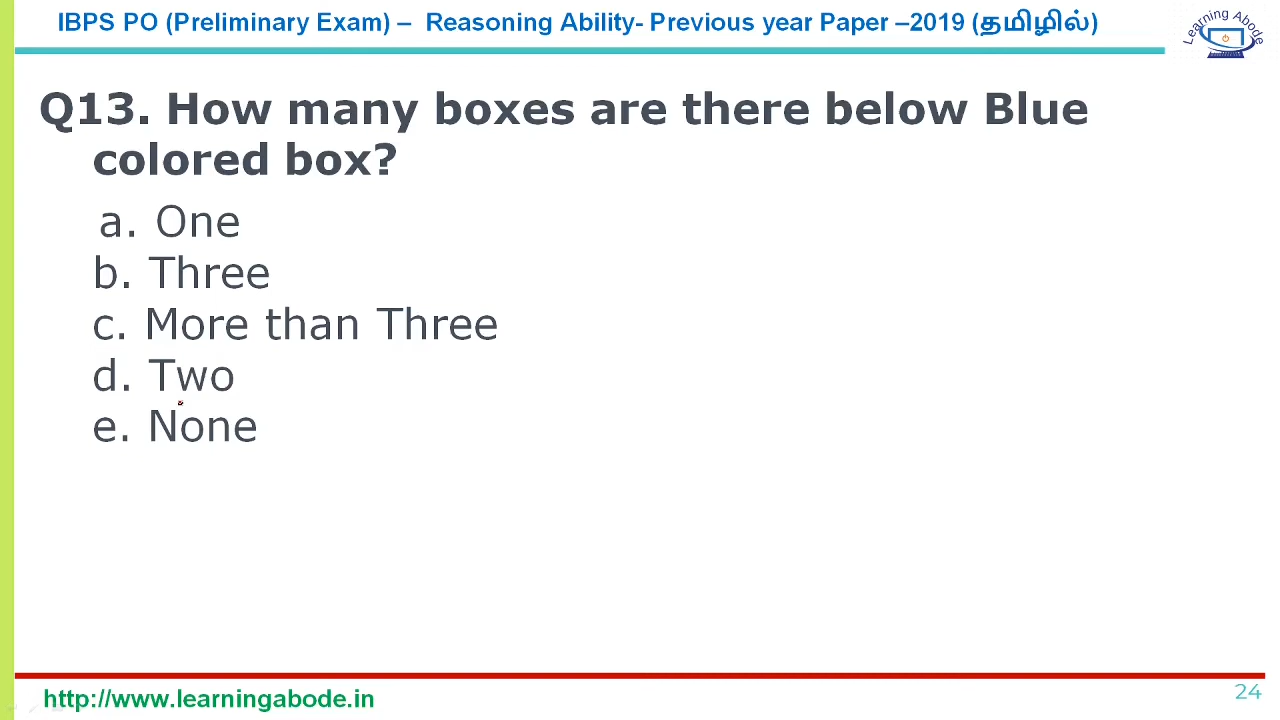 IBPS PO (Preliminary Exam) – Reasoning Ability- Previous year Paper –2019 (தமிழில்)
Learning Abode
Q13. How many boxes are there below Blue
colored box?
a. One
b. Three
c. More than Three
d. Two
e. None
http://www.learningabode.in
24